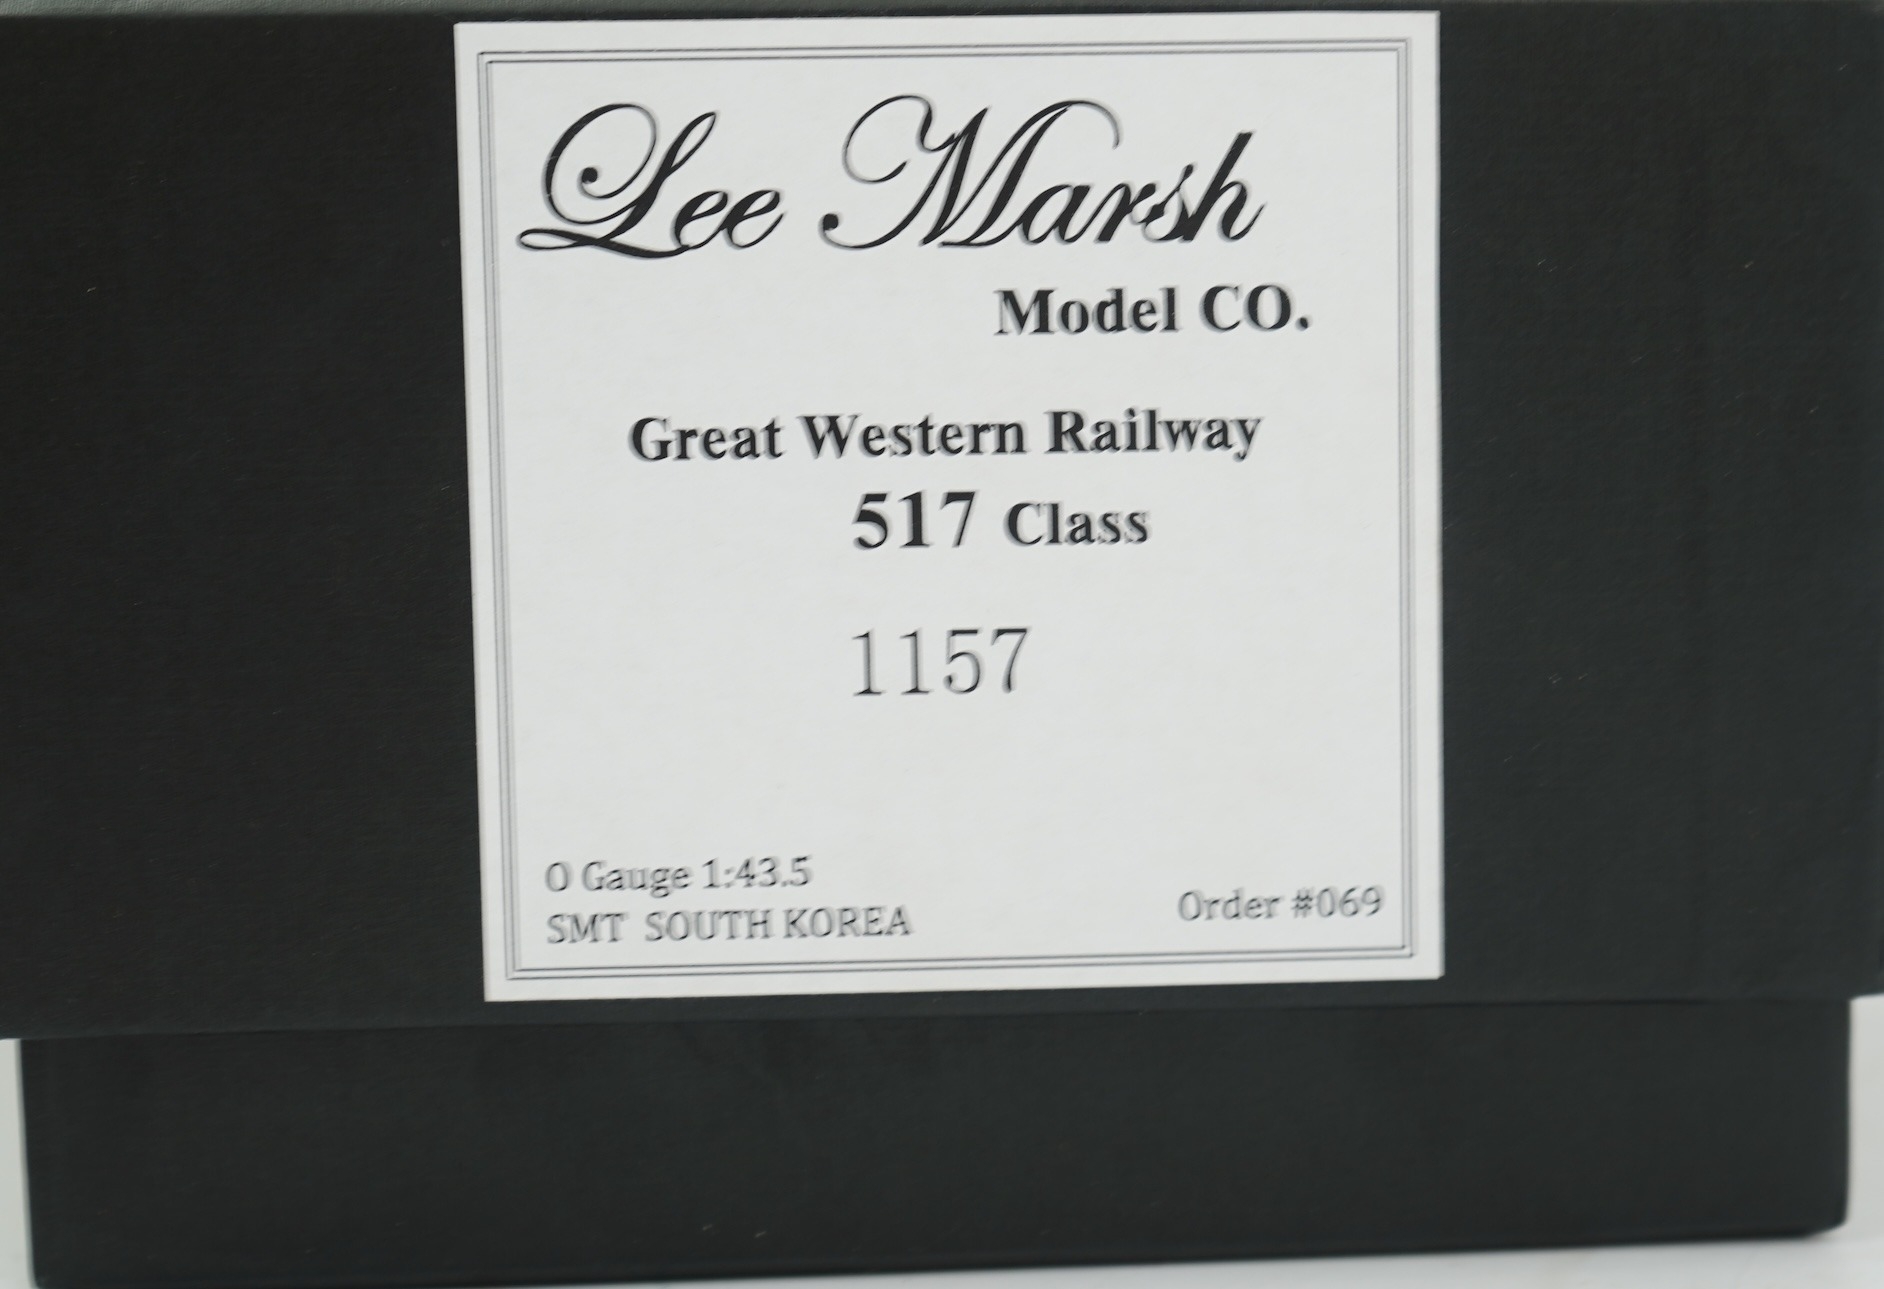 Lee Marsh
Model CO.
Great Western Railway
517 Class
1157
O Gauge 1:43.5
SMT SOUTH KOREA
Order #069